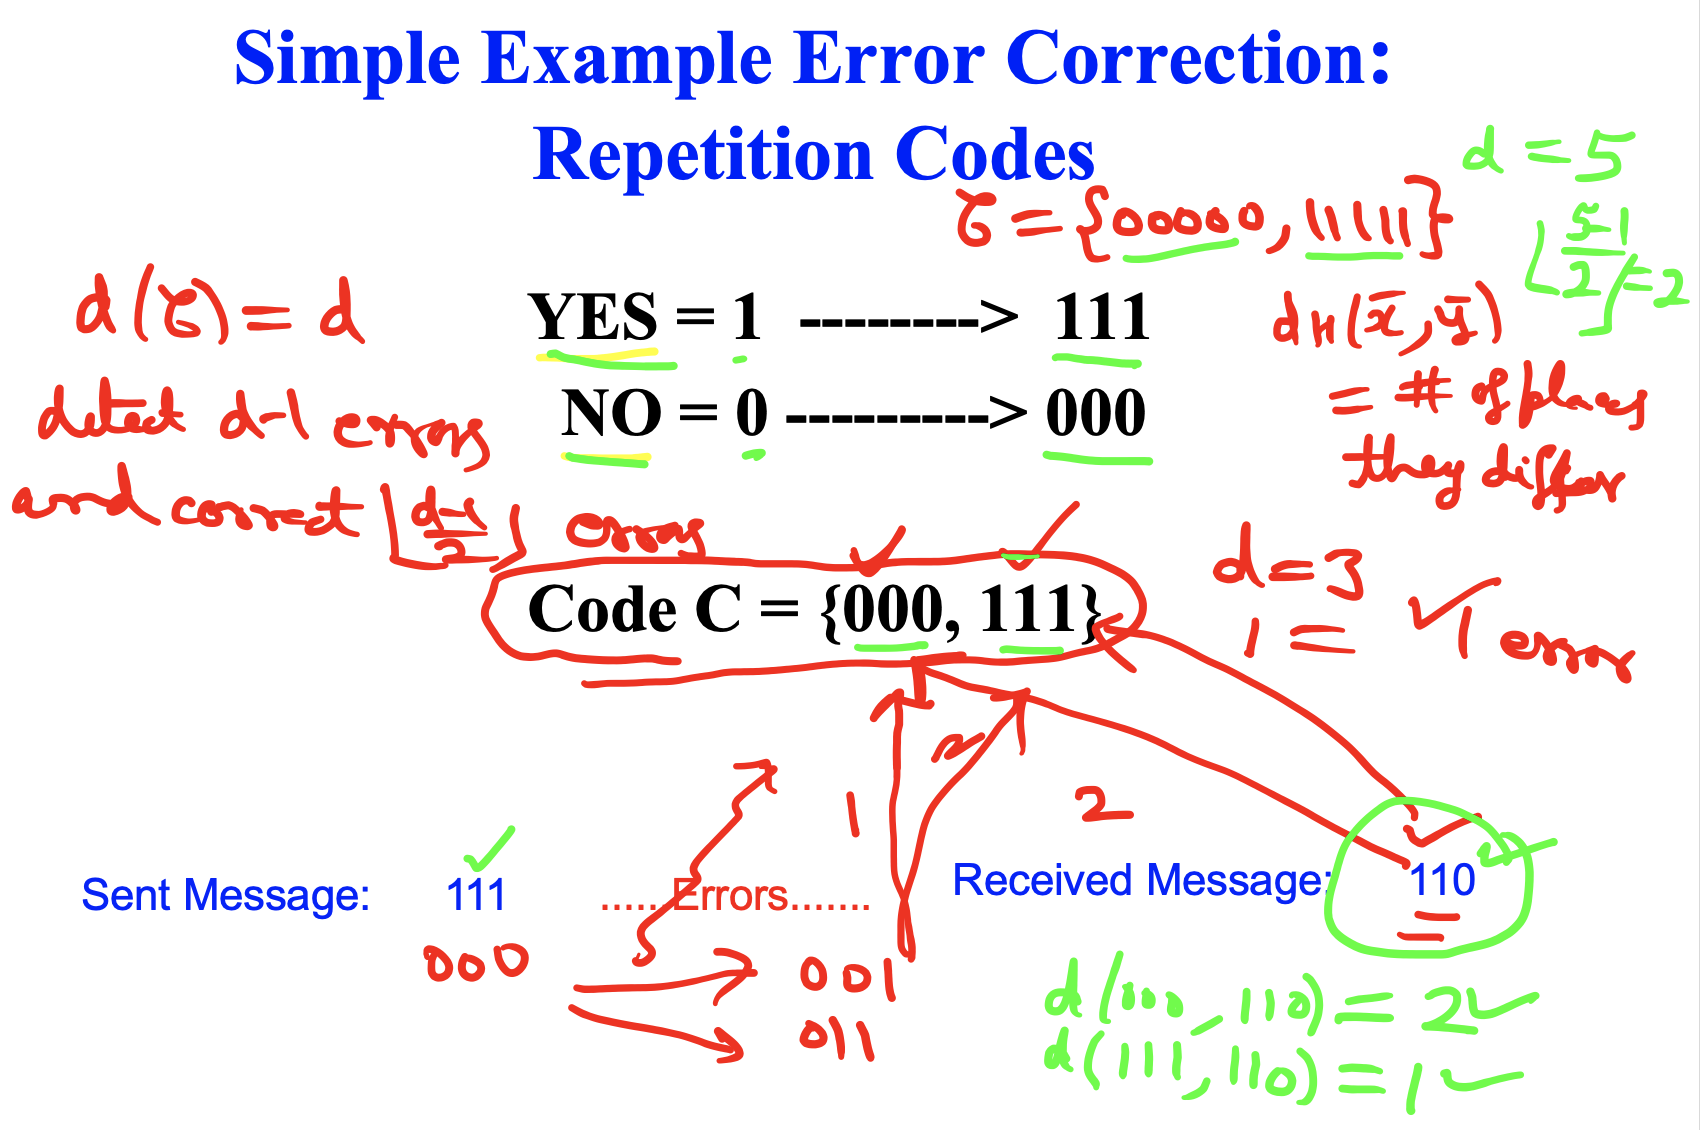 Simple Example Error Correction:
Repetition Codes
d = 5
⌊(5-1)/2⌋ = 2
τ = {00000, 11111}
d(τ) = d
YES = 1 --------> 111
dH(x̄, ȳ)
NO = 0 ---------> 000
= # of places
they differ
detect d-1 errors
and correct ⌊(d-1)/2⌋ errors
Code C = {000, 111}
d = 3
1 = 1 error
2
1
2
Sent Message: 111 ......Errors....... Received Message: 110
000
001
011
d(000, 110) = 2
d(111, 110) = 1